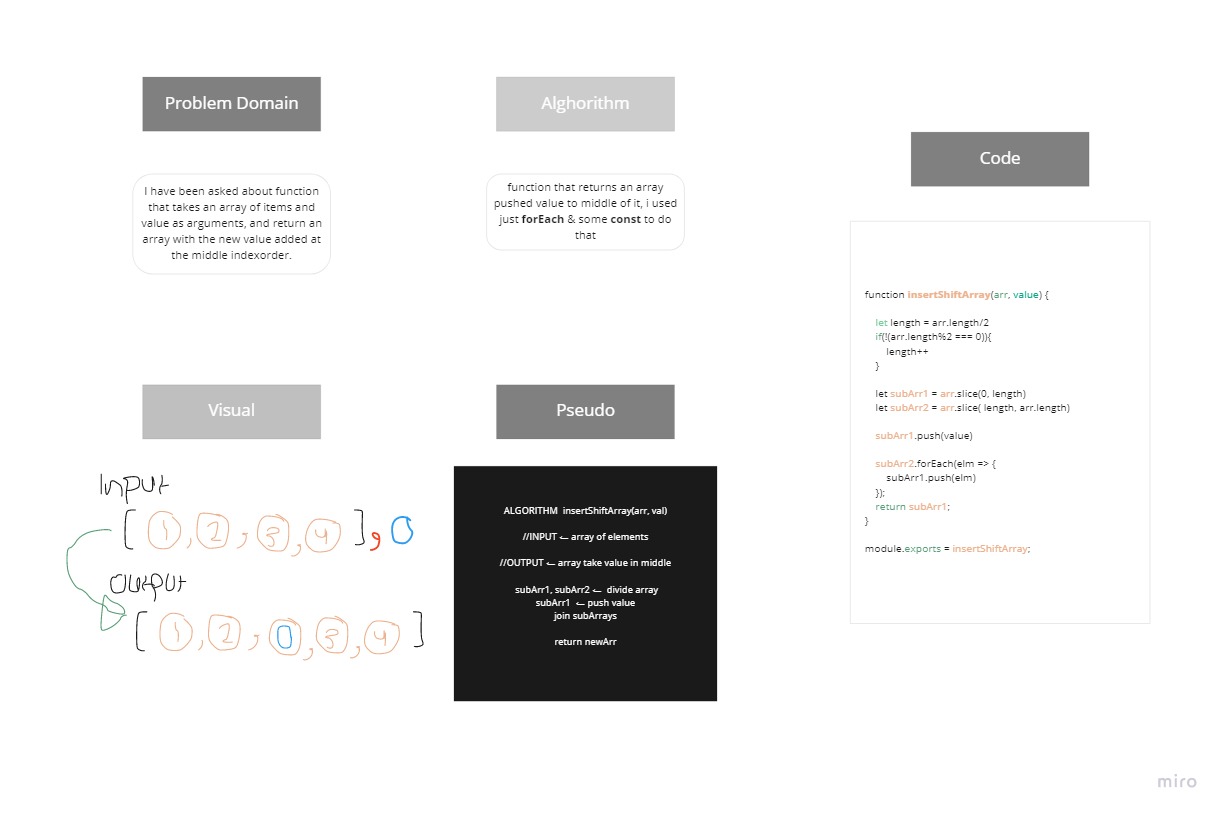 Problem Domain
I have been asked about function
that takes an array of items and
value as arguments, and return an
array with the new value added at
the middle indexorder.
Alghorithm
function that returns an array
pushed value to middle of it, i used
just forEach & some const to do
that
Visual
Input
[ 1, 2, 3, 4 ], 0
Output
[ 1, 2, 0, 3, 4 ]
Pseudo
ALGORITHM insertShiftArray(arr, val)
//INPUT ← array of elements
//OUTPUT ← array take value in middle
subArr1, subArr2 ← divide array
subArr1 ← push value
join subArrays
return newArr
Code
function insertShiftArray(arr, value) {
let length = arr.length/2
if(!(arr.length%2 === 0)){
length++
}
let subArr1 = arr.slice(0, length)
let subArr2 = arr.slice( length, arr.length)
subArr1.push(value)
subArr2.forEach(elm => {
subArr1.push(elm)
});
return subArr1;
}
module.exports = insertShiftArray;
miro